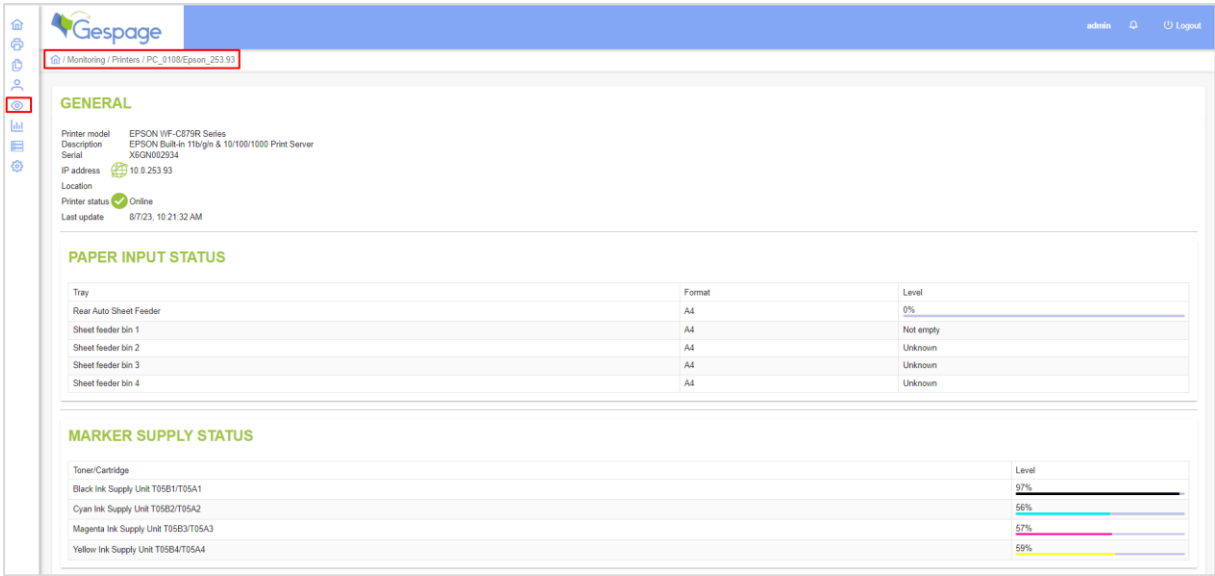 Gespage
admin Logout
/ Monitoring / Printers / PC_0108/Epson_253.93
GENERAL
Printer model EPSON WF-C879R Series
Description EPSON Built-in 11b/g/n & 10/100/1000 Print Server
Serial X6GN002934
IP address 10.0.253.93
Location
Printer status Online
Last update 8/7/23, 10:21:32 AM
PAPER INPUT STATUS
Tray Format Level
Rear Auto Sheet Feeder A4 0%
Sheet feeder bin 1 A4 Not empty
Sheet feeder bin 2 A4 Unknown
Sheet feeder bin 3 A4 Unknown
Sheet feeder bin 4 A4 Unknown
MARKER SUPPLY STATUS
Toner/Cartridge Level
Black Ink Supply Unit T05B1/T05A1 97%
Cyan Ink Supply Unit T05B2/T05A2 56%
Magenta Ink Supply Unit T05B3/T05A3 57%
Yellow Ink Supply Unit T05B4/T05A4 59%